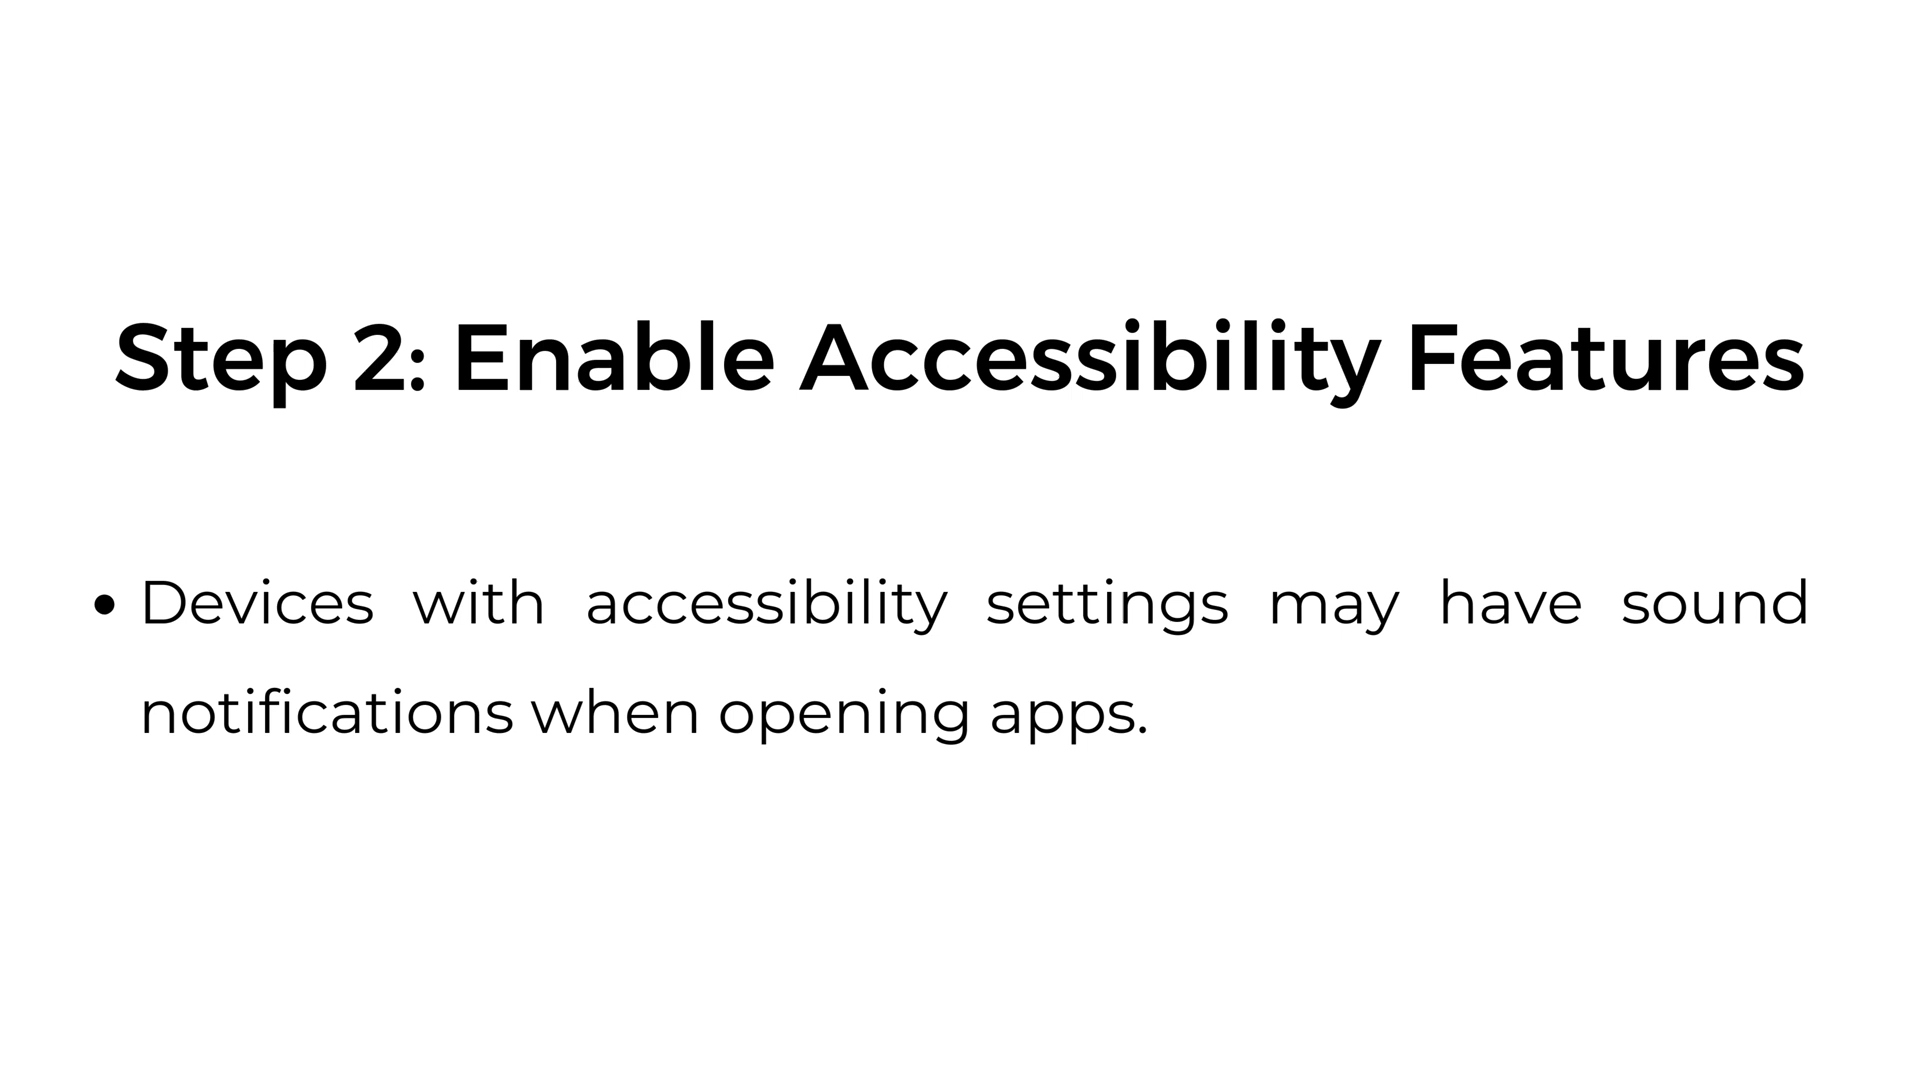 Step 2: Enable Accessibility Features
• Devices with accessibility settings may have sound
notifications when opening apps.